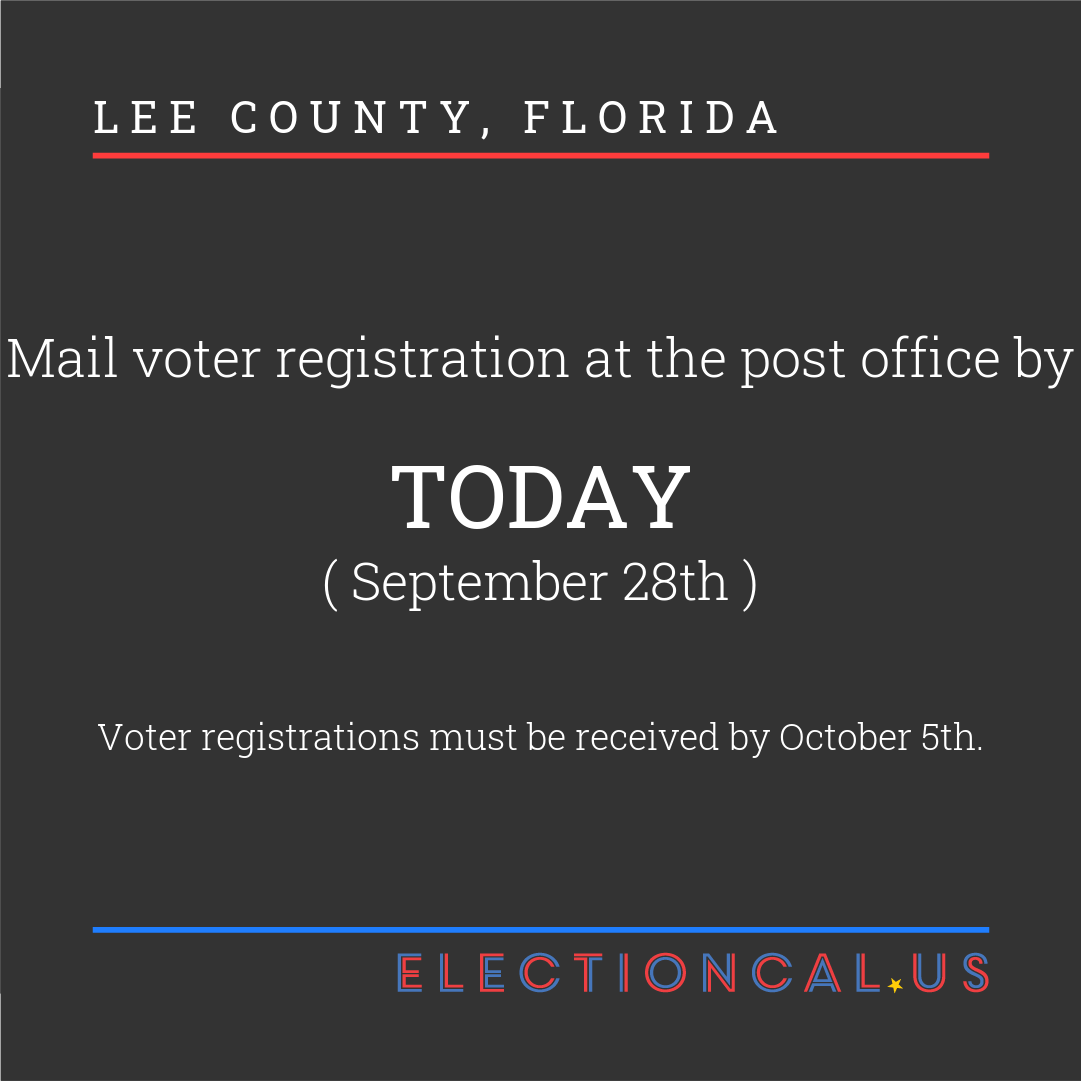 LEE COUNTY, FLORIDA
Mail voter registration at the post office by
TODAY
( September 28th )
Voter registrations must be received by October 5th.
ELECTIONCAL.US